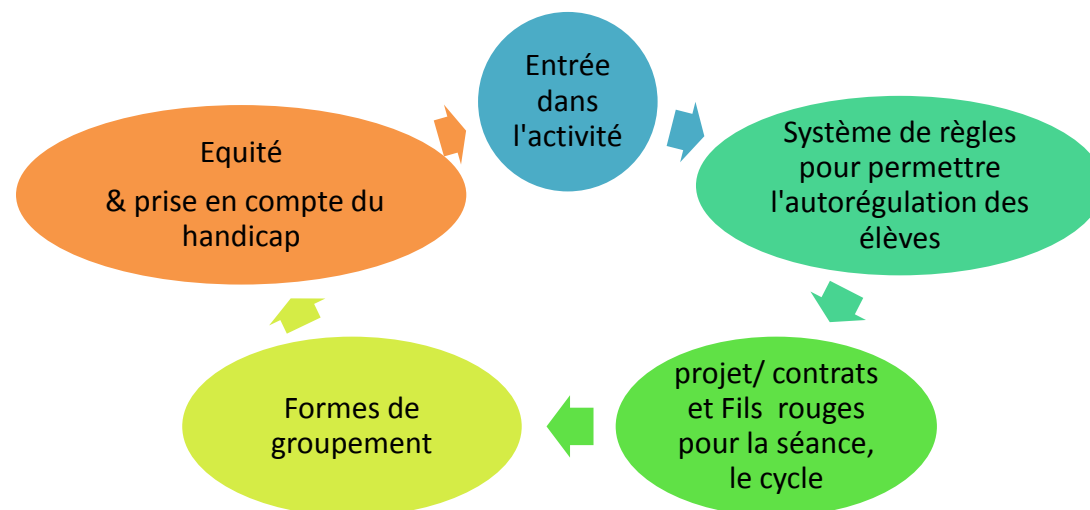 Entrée
dans
l'activité
Système de règles
pour permettre
l'autorégulation des
élèves
projet/ contrats
et Fils rouges
pour la séance,
le cycle
Formes de
groupement
Equité
& prise en compte du
handicap